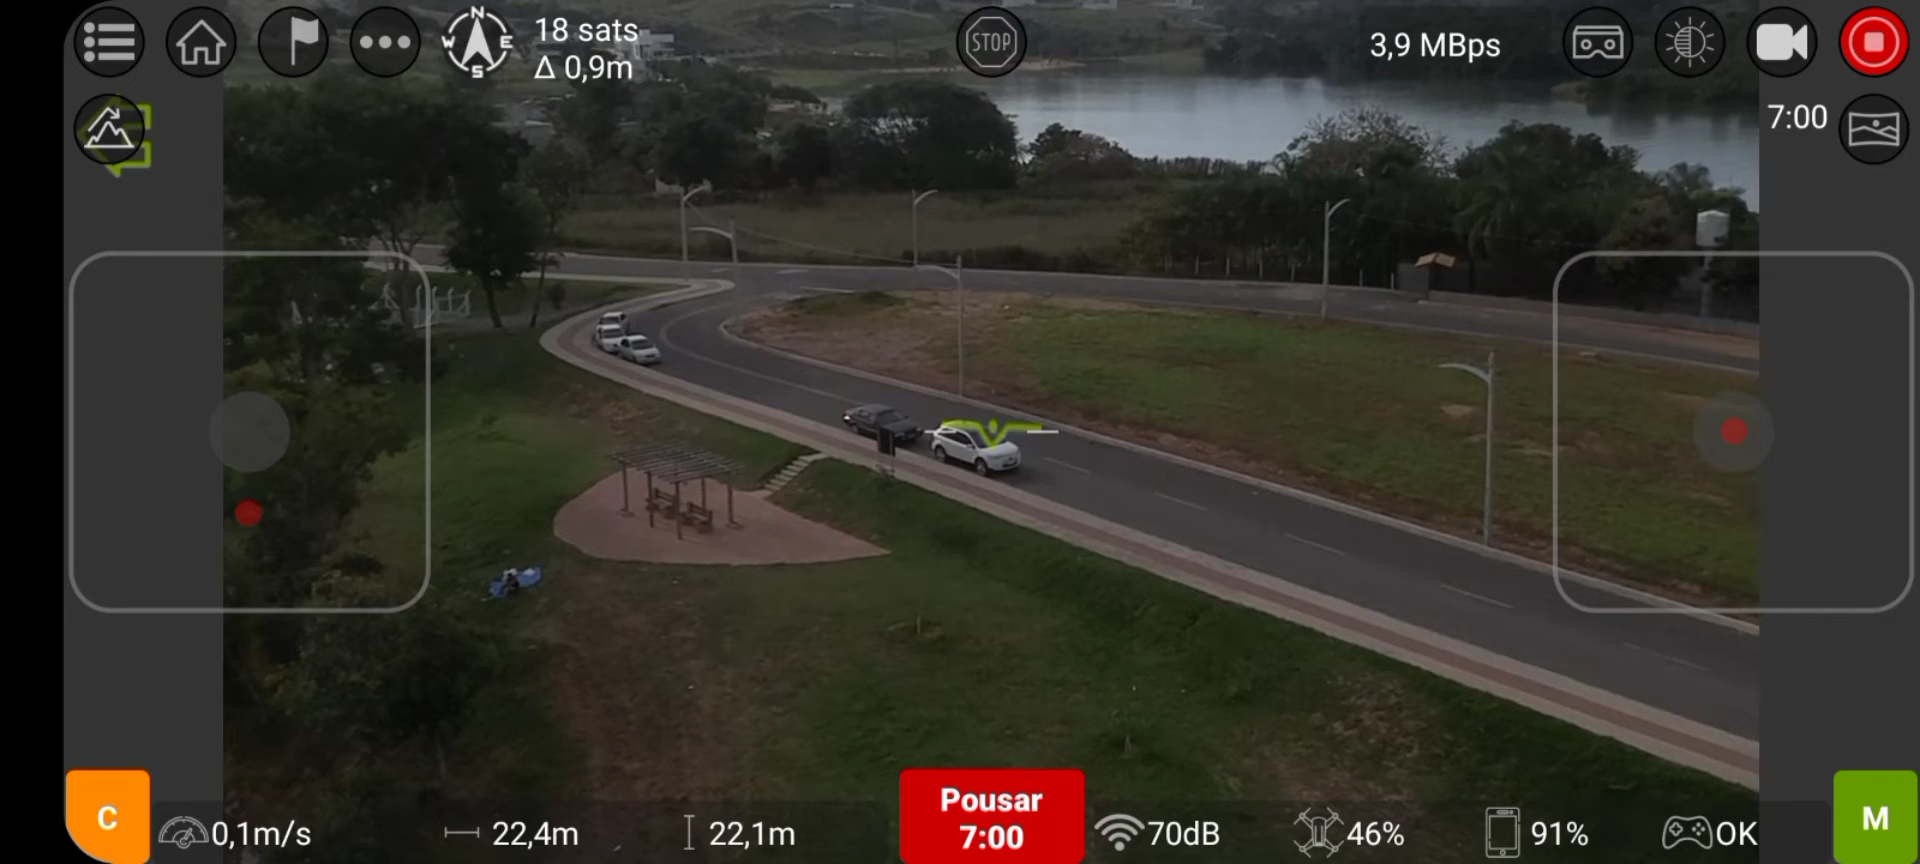 N
W E
S
18 sats
Δ 0,9m
STOP
3,9 MBps
7:00
C
0,1m/s
22,4m
22,1m
Pousar
7:00
70dB
46%
91%
OK
M